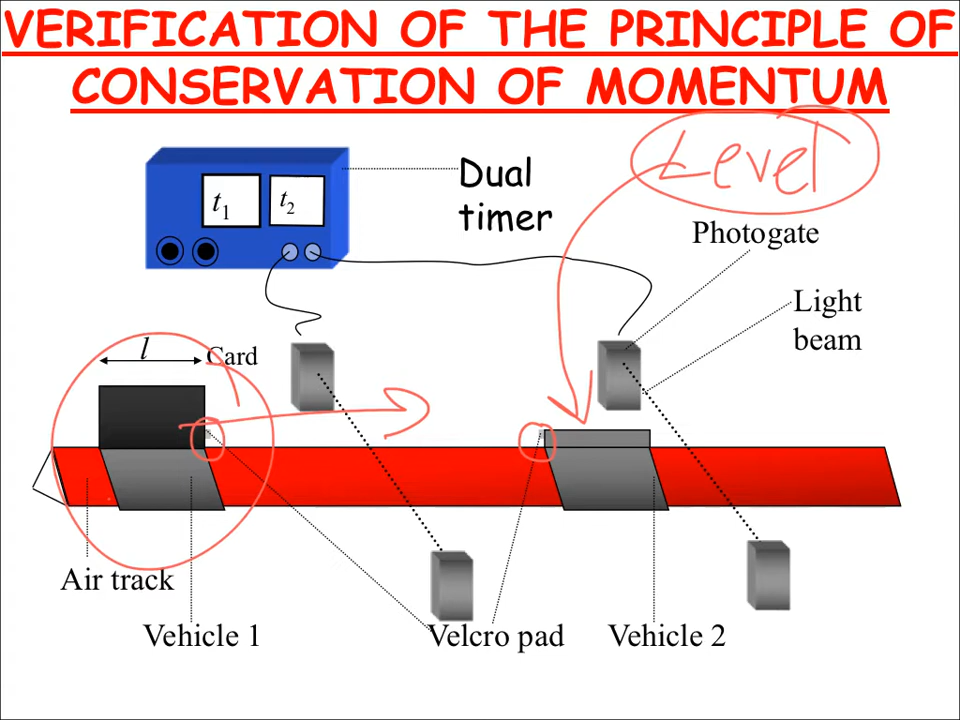 VERIFICATION OF THE PRINCIPLE OF
CONSERVATION OF MOMENTUM
Level
t1
t2
Dual
timer
Photogate
Light
beam
l
Card
Air track
Vehicle 1
Velcro pad
Vehicle 2